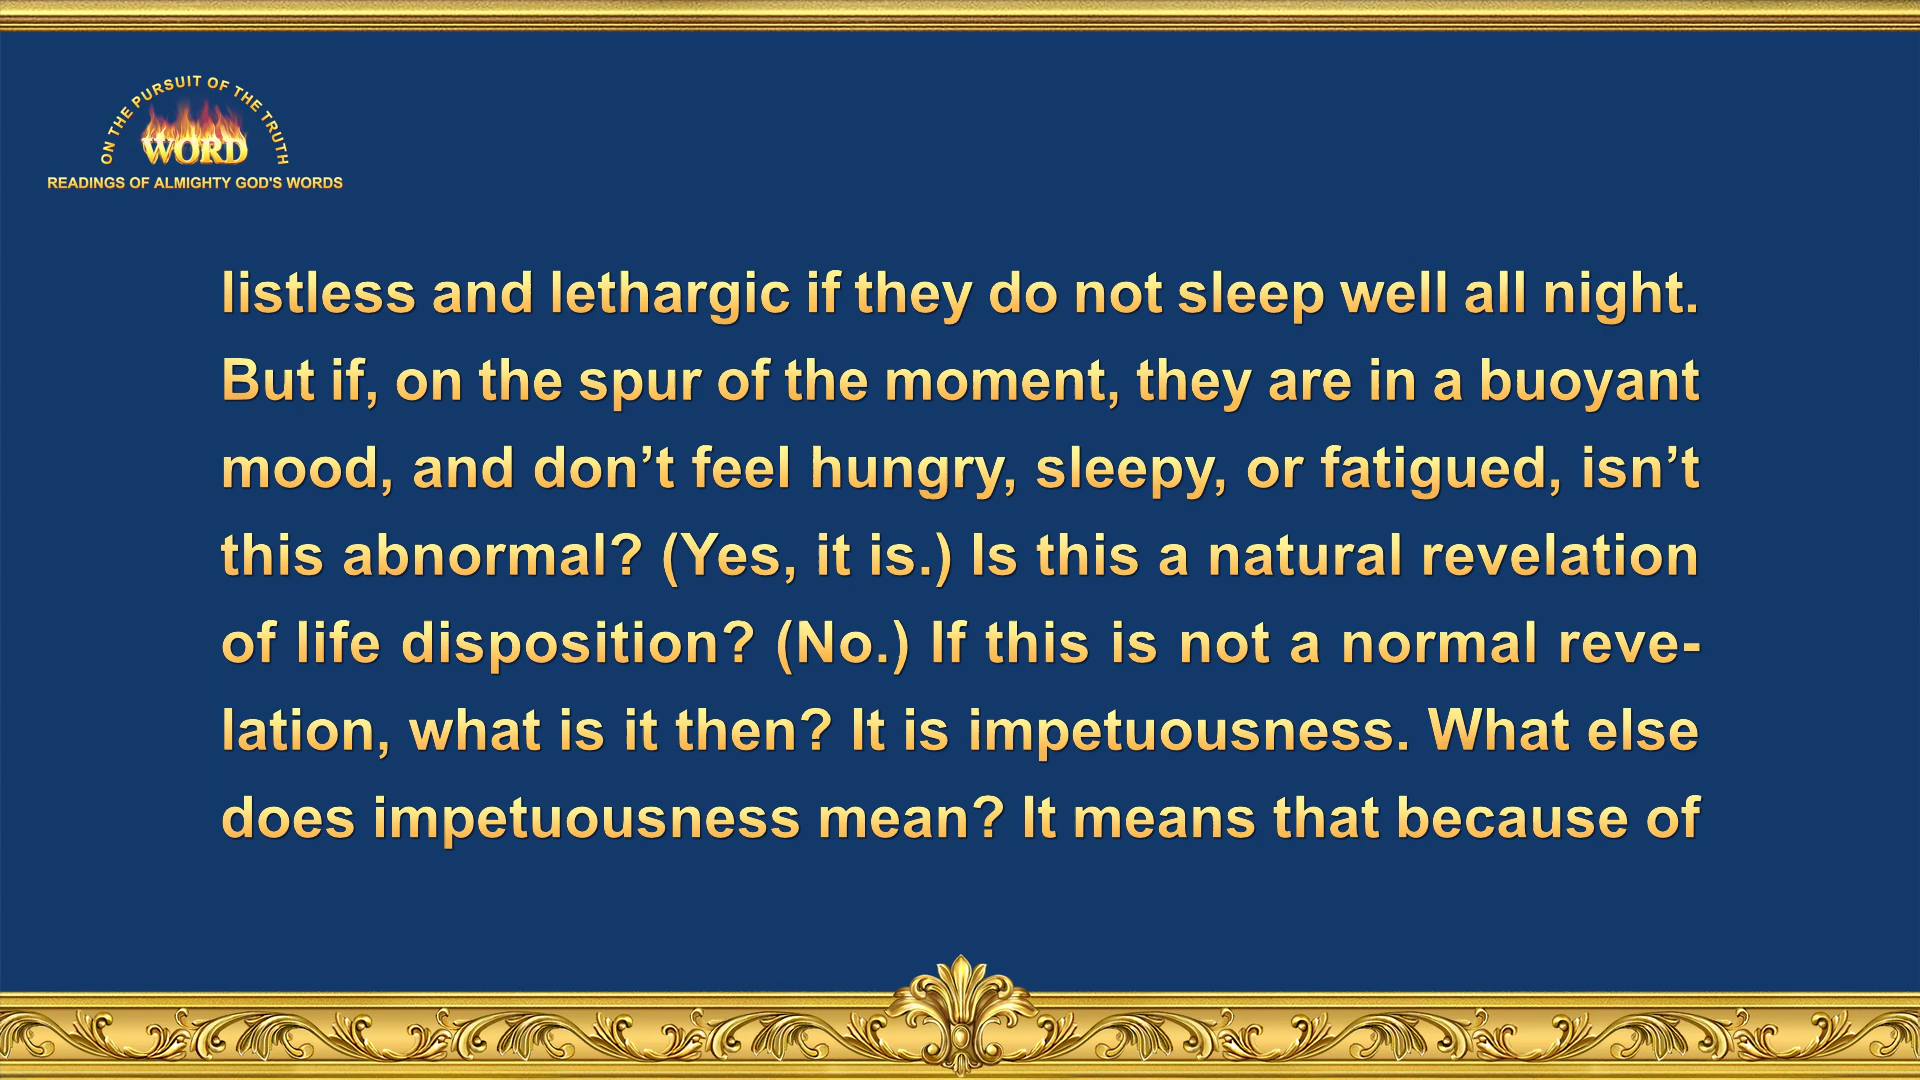 ON THE PURSUIT OF THE TRUTH
WORD
READINGS OF ALMIGHTY GOD'S WORDS
listless and lethargic if they do not sleep well all night.
But if, on the spur of the moment, they are in a buoyant
mood, and don’t feel hungry, sleepy, or fatigued, isn’t
this abnormal? (Yes, it is.) Is this a natural revelation
of life disposition? (No.) If this is not a normal reve-
lation, what is it then? It is impetuousness. What else
does impetuousness mean? It means that because of